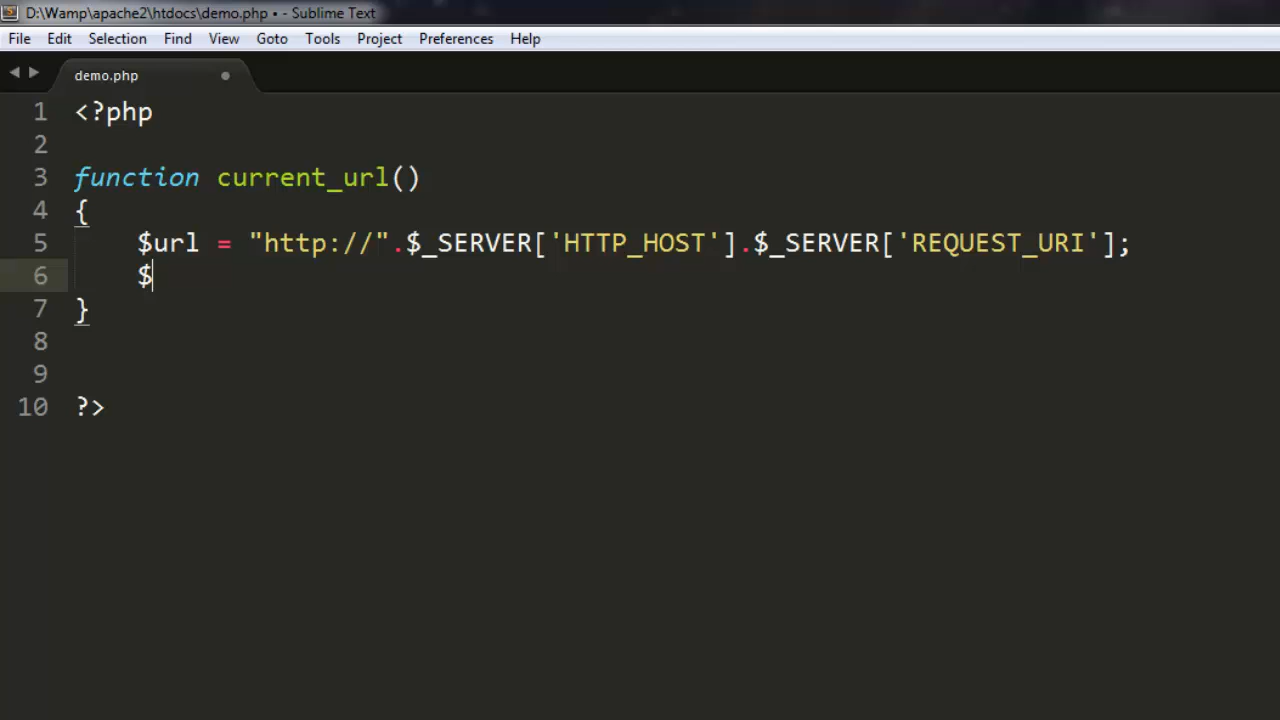 D:\Wamp\apache2\htdocs\demo.php • - Sublime Text
File Edit Selection Find View Goto Tools Project Preferences Help
demo.php
1 <?php
2
3 function current_url()
4 {
5     $url = "http://".$_SERVER['HTTP_HOST'].$_SERVER['REQUEST_URI'];
6     $
7 }
8
9
10 ?>